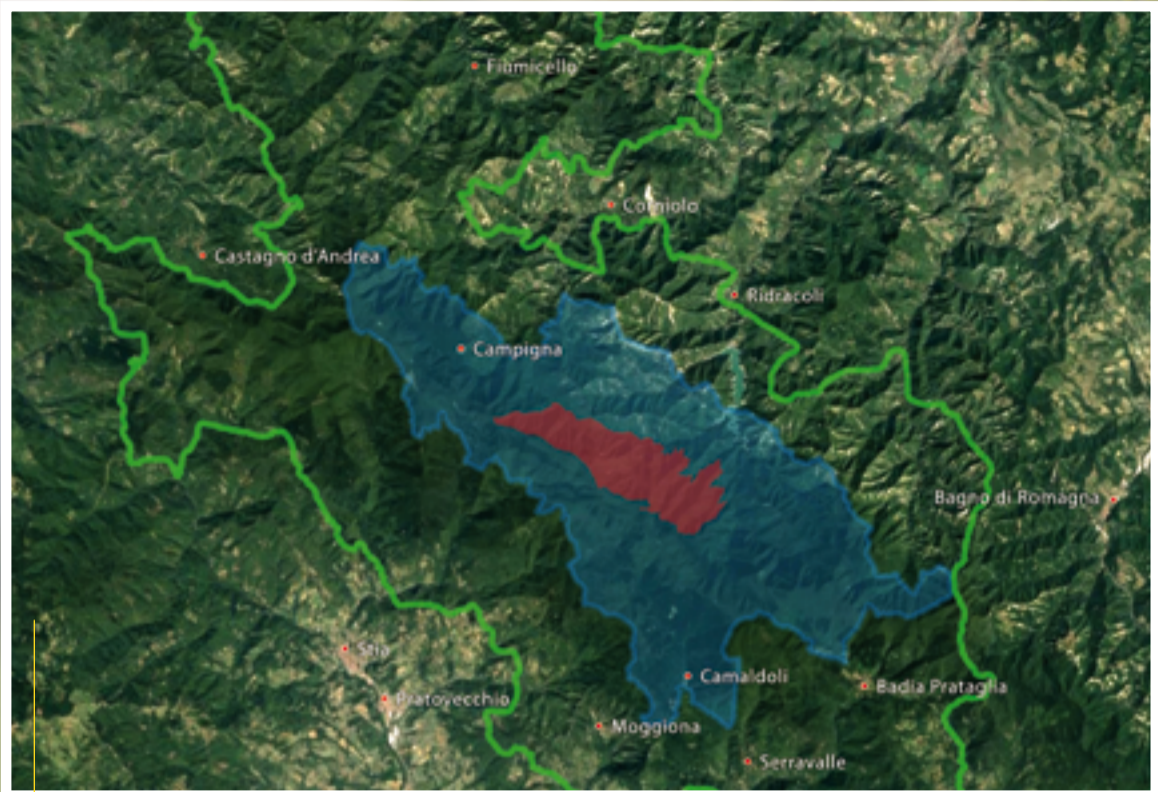 Fiumicello
Corniolo
Castagno d'Andrea
Ridracoli
Campigna
Bagno di Romagna
Stia
Camaldoli
Badia Prataglia
Pratovecchio
Moggiona
Serravalle